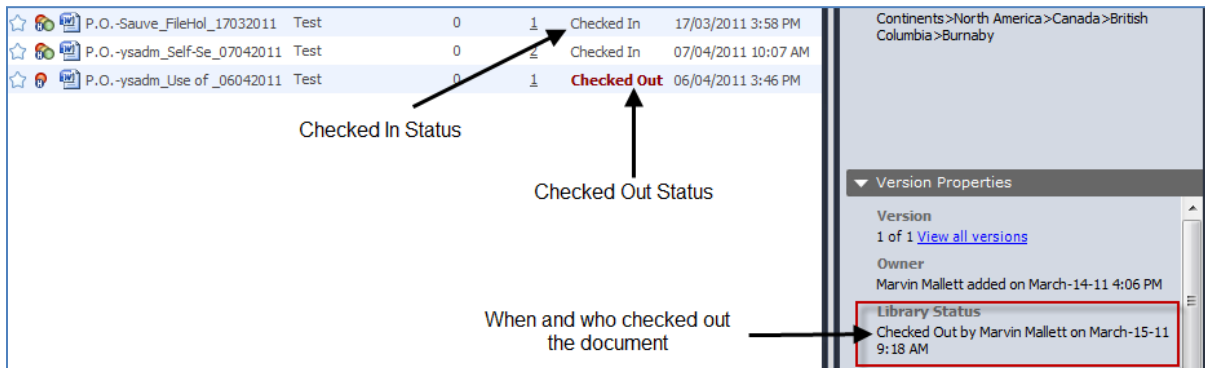 P.O.-Sauve_FileHol_17032011 Test 0 1 Checked In 17/03/2011 3:58 PM
P.O.-ysadm_Self-Se_07042011 Test 0 2 Checked In 07/04/2011 10:07 AM
P.O.-ysadm_Use of _06042011 Test 0 1 Checked Out 06/04/2011 3:46 PM
Checked In Status
Checked Out Status
When and who checked out
the document
Continents>North America>Canada>British
Columbia>Burnaby
Version Properties
Version
1 of 1 View all versions
Owner
Marvin Mallett added on March-14-11 4:06 PM
Library Status
Checked Out by Marvin Mallett on March-15-11
9:18 AM